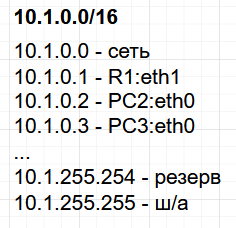 10.1.0.0/16
10.1.0.0 - сеть
10.1.0.1 - R1:eth1
10.1.0.2 - PC2:eth0
10.1.0.3 - PC3:eth0
...
10.1.255.254 - резерв
10.1.255.255 - ш/а